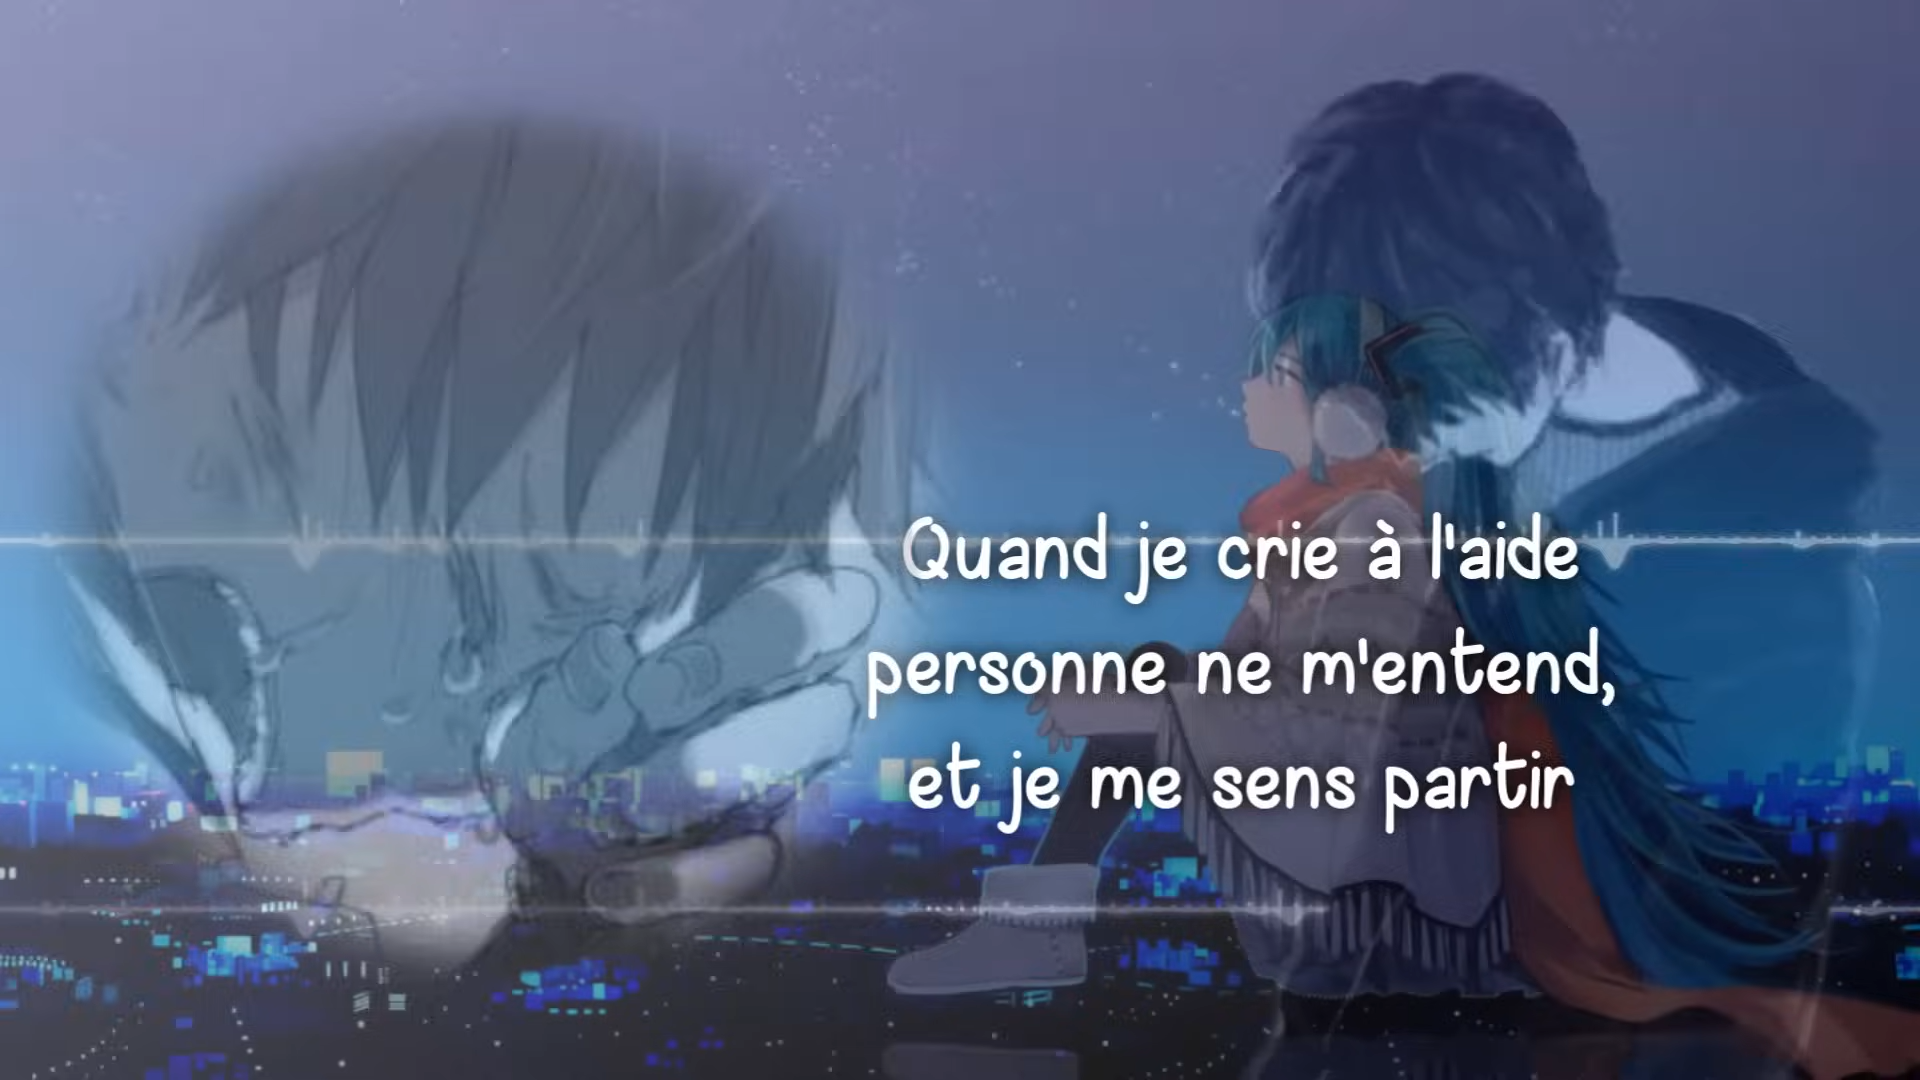 Quand je crie à l'aide
personne ne m'entend,
et je me sens partir